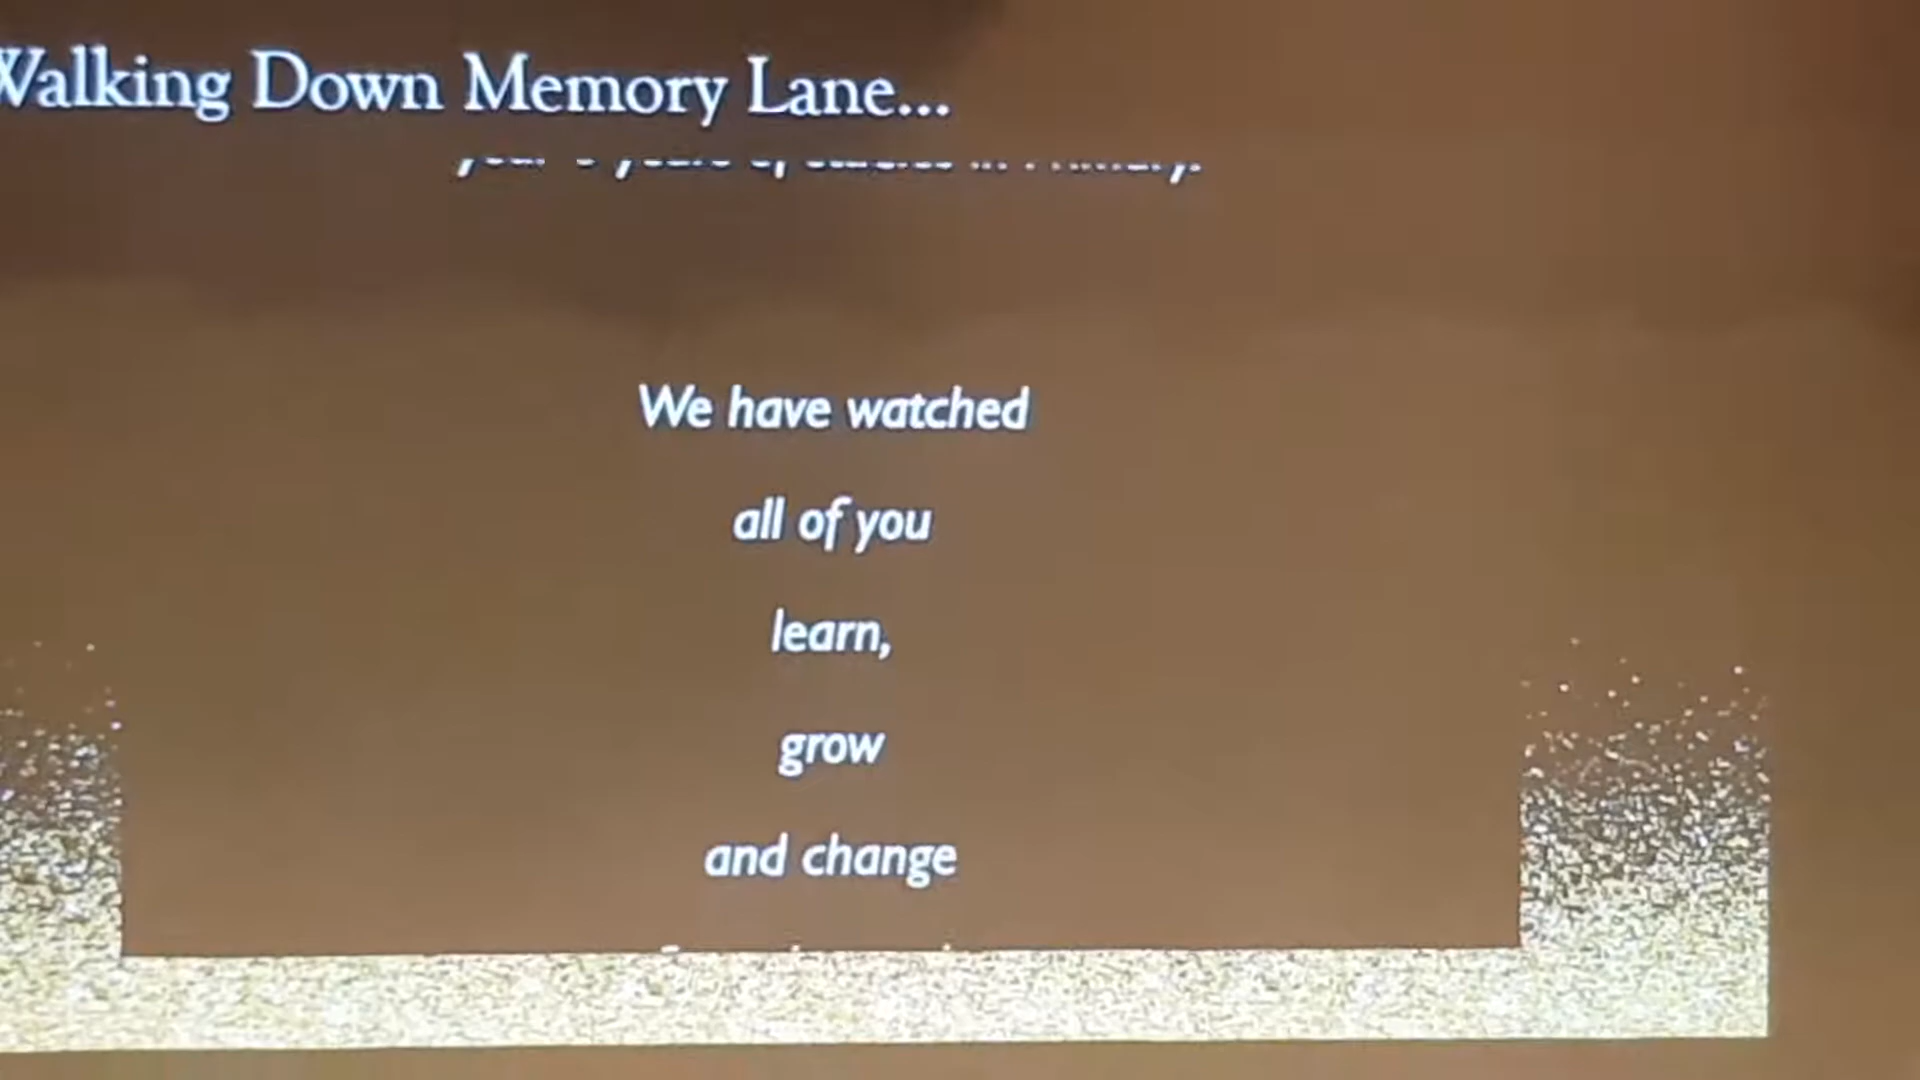 Walking Down Memory Lane...
We have watched
all of you
learn,
grow
and change